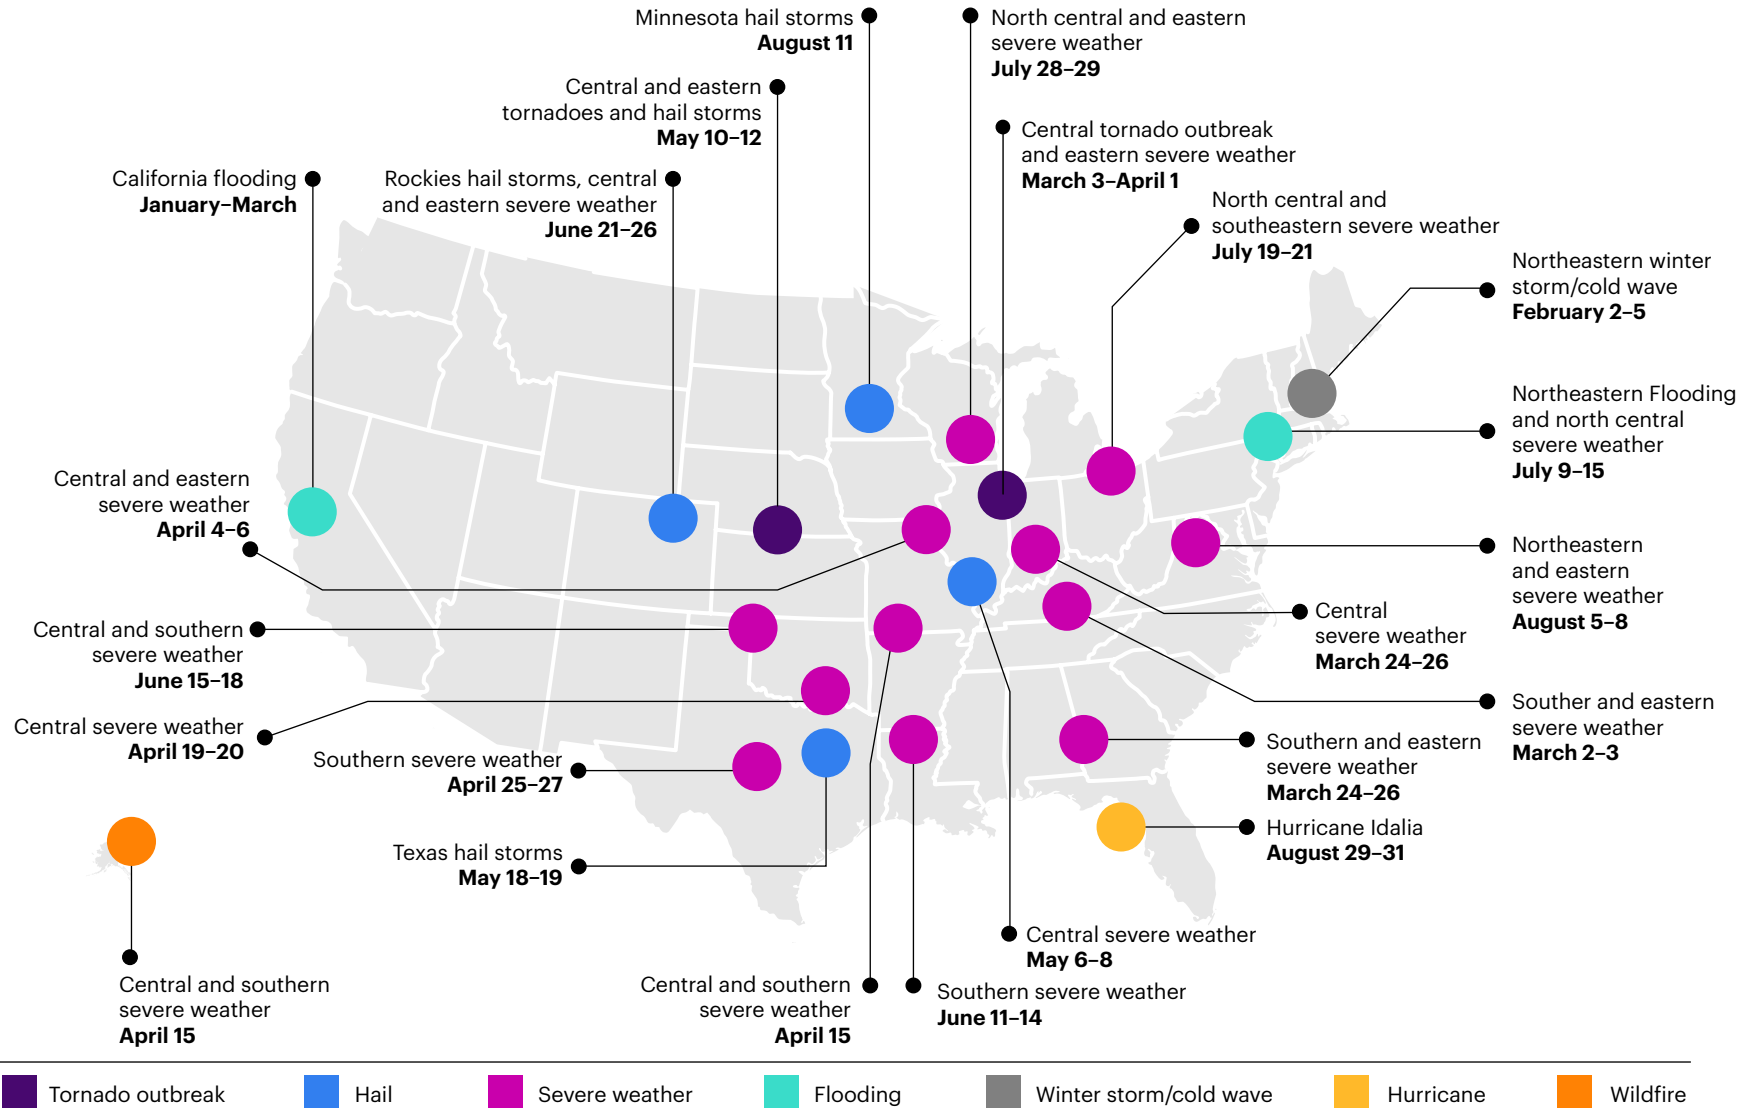 Minnesota hail storms
August 11
North central and eastern
severe weather
July 28–29
Central and eastern
tornadoes and hail storms
May 10–12
Central tornado outbreak
and eastern severe weather
March 3–April 1
California flooding
January–March
Rockies hail storms, central
and eastern severe weather
June 21–26
North central and
southeastern severe weather
July 19–21
Northeastern winter
storm/cold wave
February 2–5
Northeastern Flooding
and north central
severe weather
July 9–15
Central and eastern
severe weather
April 4–6
Northeastern
and eastern
severe weather
August 5–8
Central
severe weather
March 24–26
Central and southern
severe weather
June 15–18
Souther and eastern
severe weather
March 2–3
Central severe weather
April 19–20
Southern severe weather
April 25–27
Southern and eastern
severe weather
March 24–26
Hurricane Idalia
August 29–31
Texas hail storms
May 18–19
Central severe weather
May 6–8
Central and southern
severe weather
April 15
Central and southern
severe weather
April 15
Southern severe weather
June 11–14
Tornado outbreak
Hail
Severe weather
Flooding
Winter storm/cold wave
Hurricane
Wildfire